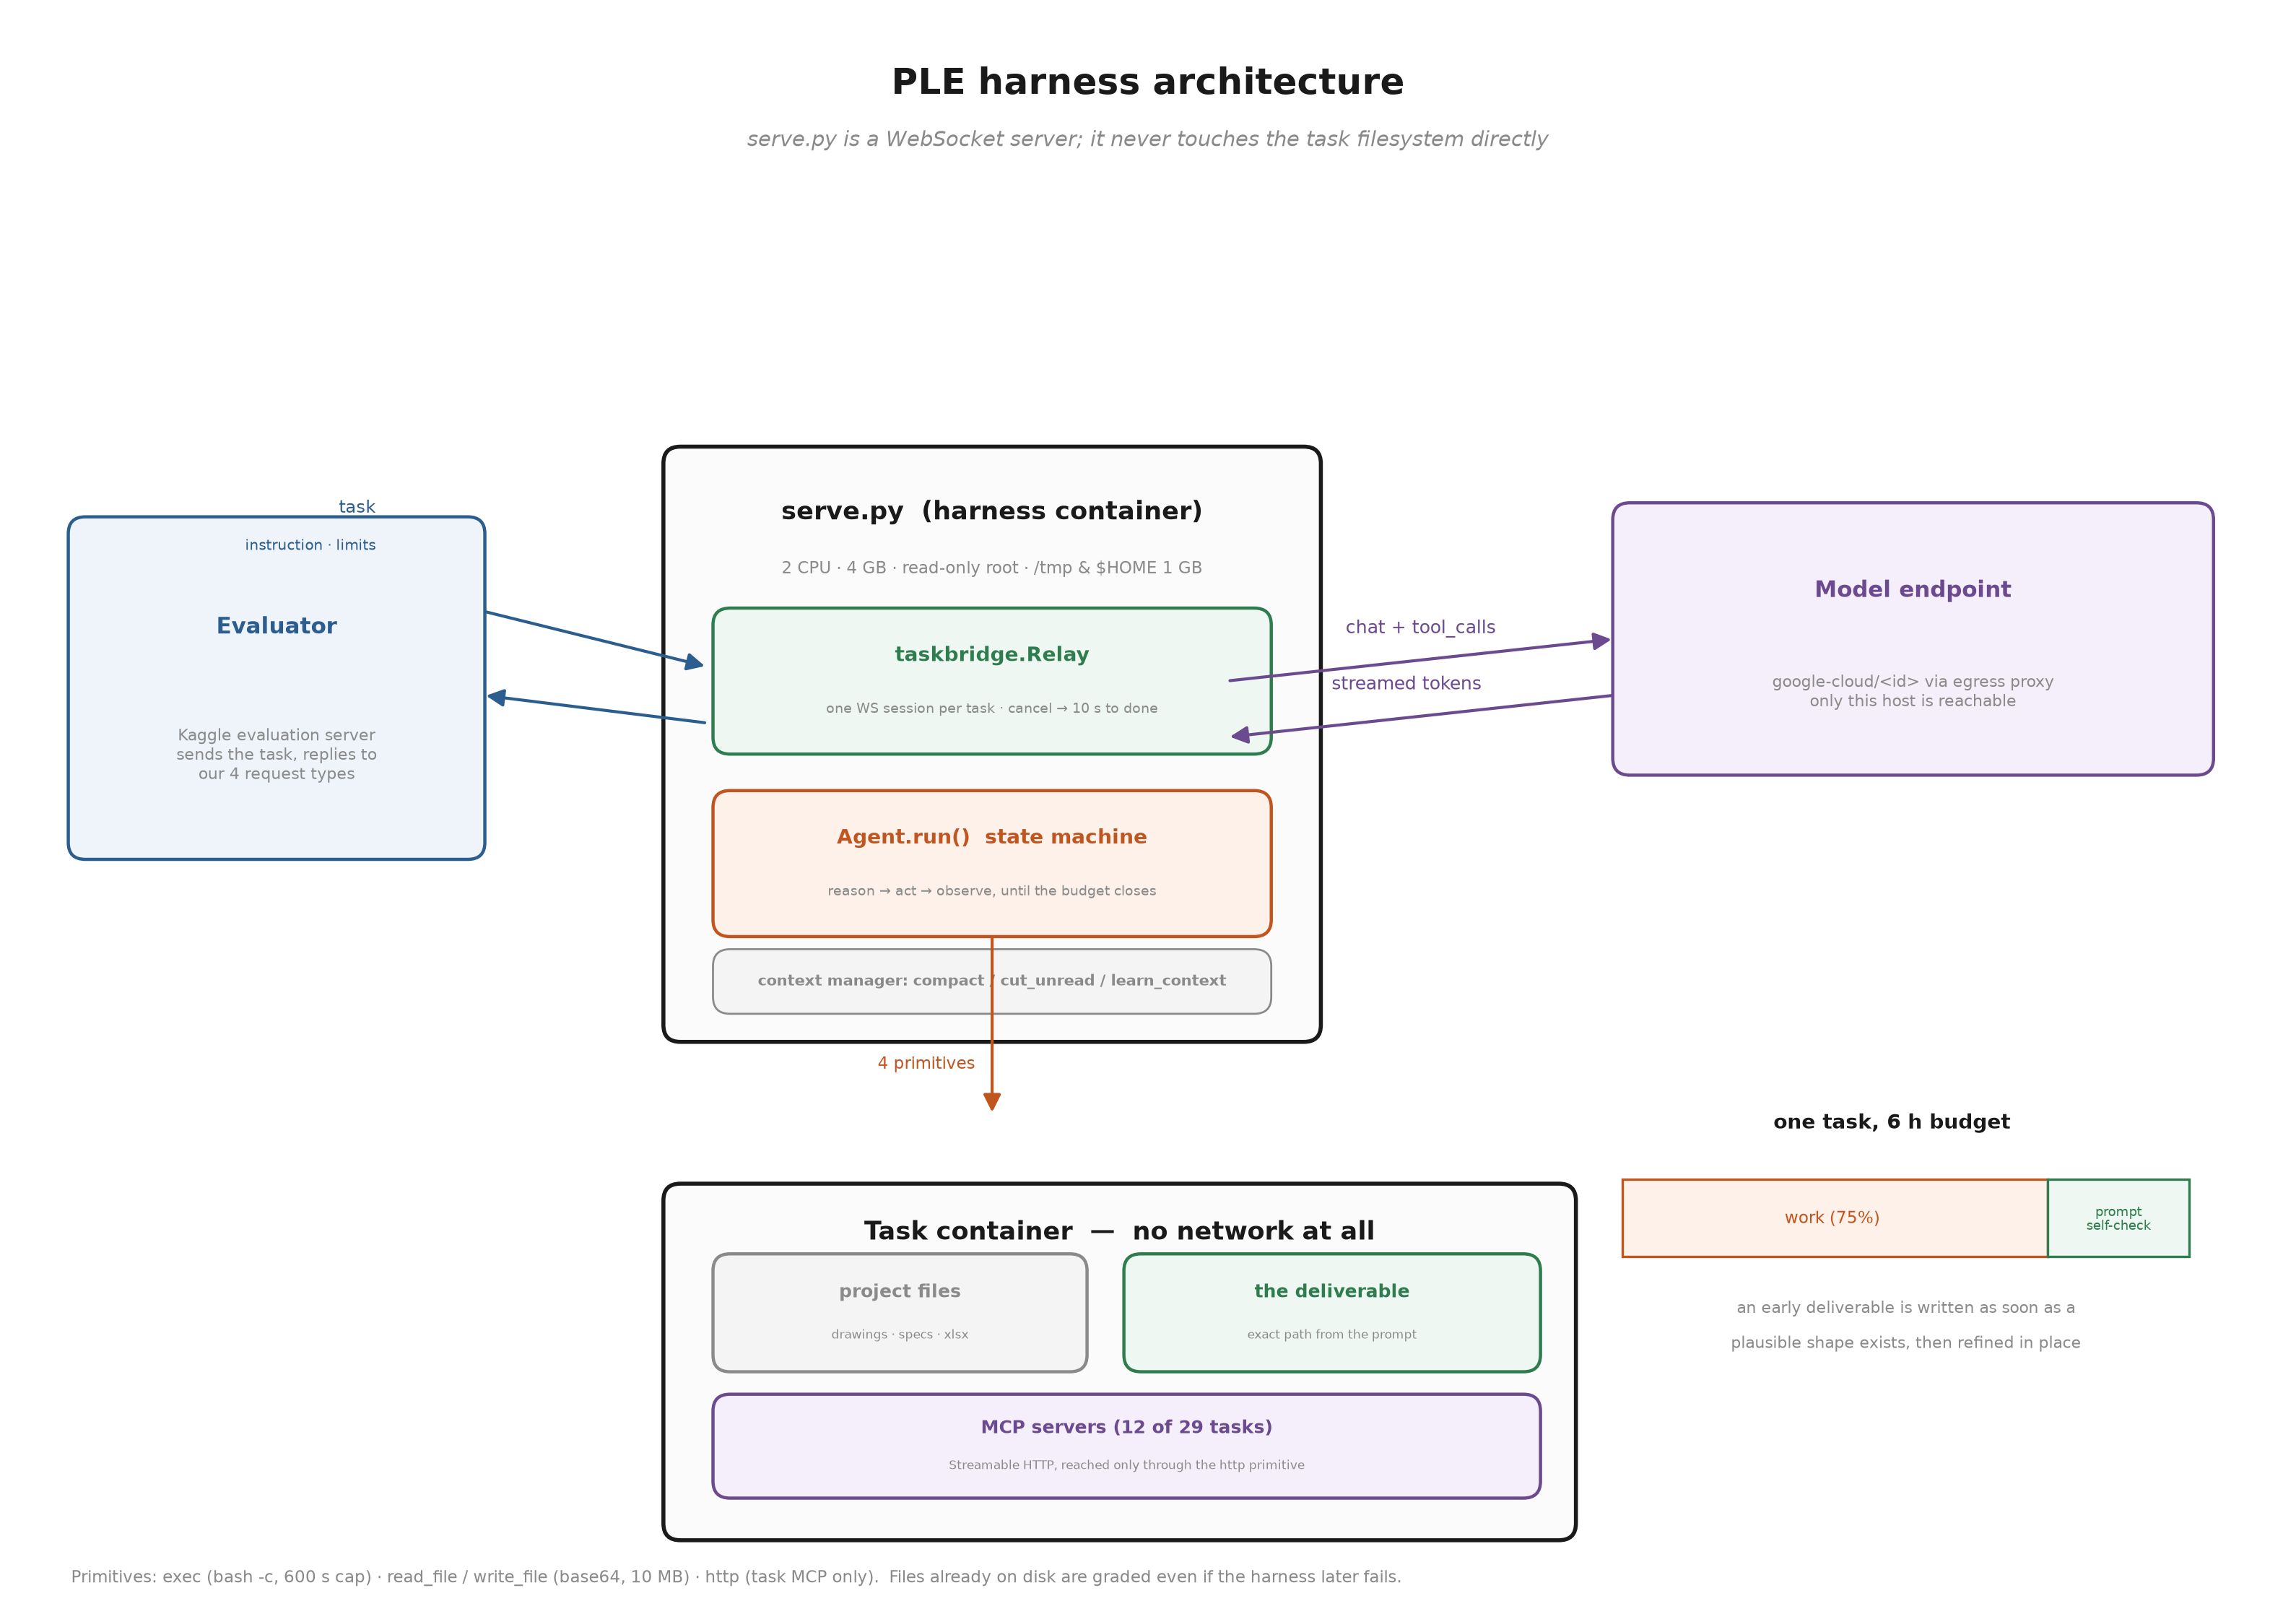 PLE harness architecture
serve.py is a WebSocket server; it never touches the task filesystem directly
task
instruction · limits
Evaluator
Kaggle evaluation server
sends the task, replies to
our 4 request types
serve.py  (harness container)
2 CPU · 4 GB · read-only root · /tmp & $HOME 1 GB
taskbridge.Relay
one WS session per task · cancel → 10 s to done
Agent.run()  state machine
reason → act → observe, until the budget closes
context manager: compact / cut_unread / learn_context
4 primitives
chat + tool_calls
streamed tokens
Model endpoint
google-cloud/<id> via egress proxy
only this host is reachable
Task container  —  no network at all
project files
drawings · specs · xlsx
the deliverable
exact path from the prompt
MCP servers (12 of 29 tasks)
Streamable HTTP, reached only through the http primitive
one task, 6 h budget
work (75%)
prompt
self-check
an early deliverable is written as soon as a
plausible shape exists, then refined in place
Primitives: exec (bash -c, 600 s cap) · read_file / write_file (base64, 10 MB) · http (task MCP only).  Files already on disk are graded even if the harness later fails.